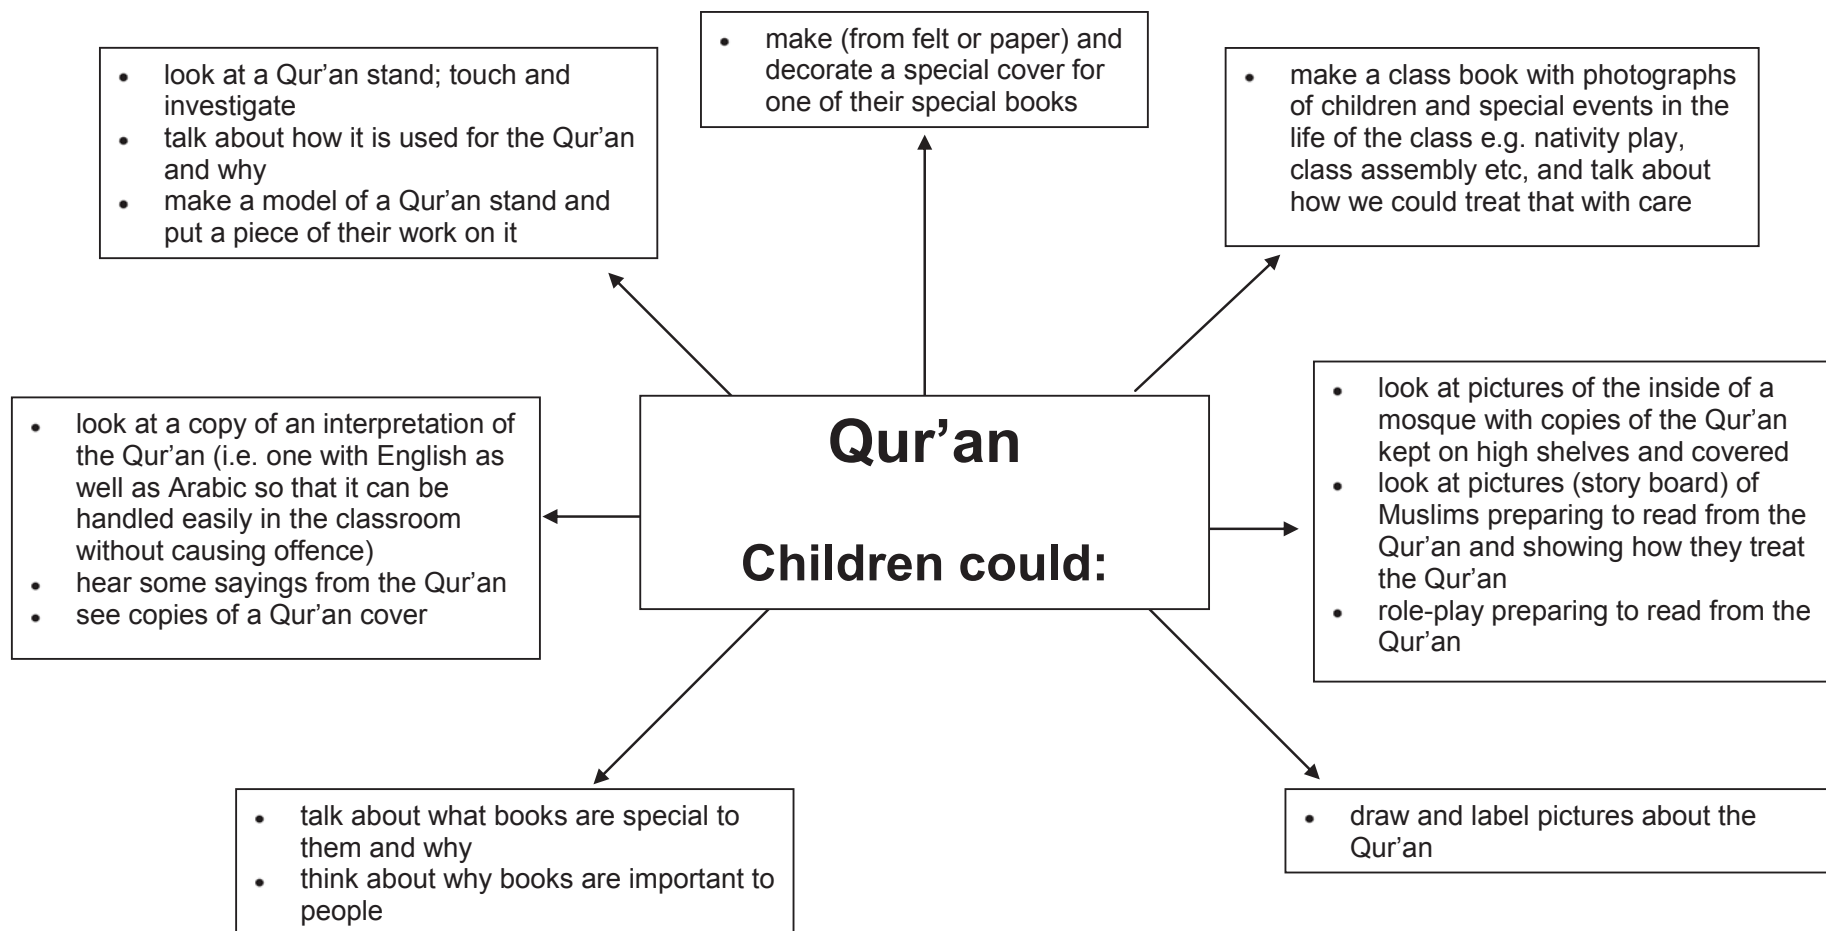 • make (from felt or paper) and
decorate a special cover for
one of their special books
• look at a Qur’an stand; touch and
investigate
• talk about how it is used for the Qur’an
and why
• make a model of a Qur’an stand and
put a piece of their work on it
• make a class book with photographs
of children and special events in the
life of the class e.g. nativity play,
class assembly etc, and talk about
how we could treat that with care
Qur’an
Children could:
• look at a copy of an interpretation of
the Qur’an (i.e. one with English as
well as Arabic so that it can be
handled easily in the classroom
without causing offence)
• hear some sayings from the Qur’an
• see copies of a Qur’an cover
• look at pictures of the inside of a
mosque with copies of the Qur’an
kept on high shelves and covered
• look at pictures (story board) of
Muslims preparing to read from the
Qur’an and showing how they treat
the Qur’an
• role-play preparing to read from the
Qur’an
• talk about what books are special to
them and why
• think about why books are important to
people
• draw and label pictures about the
Qur’an